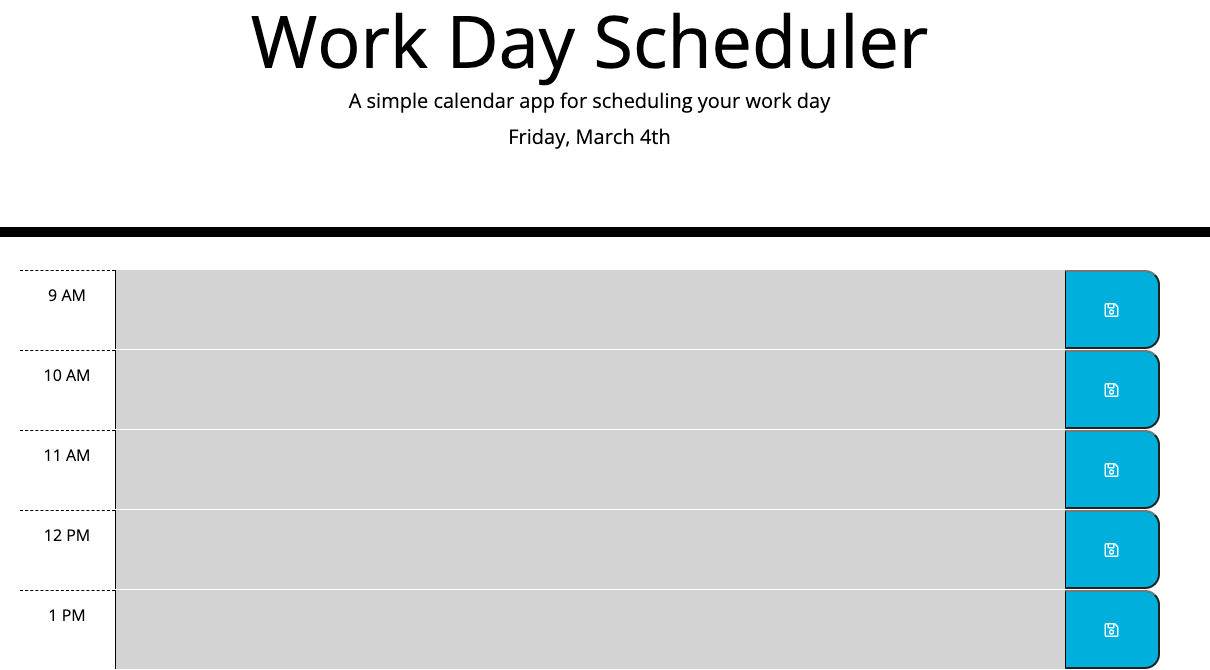 Work Day Scheduler
A simple calendar app for scheduling your work day
Friday, March 4th
9 AM
10 AM
11 AM
12 PM
1 PM